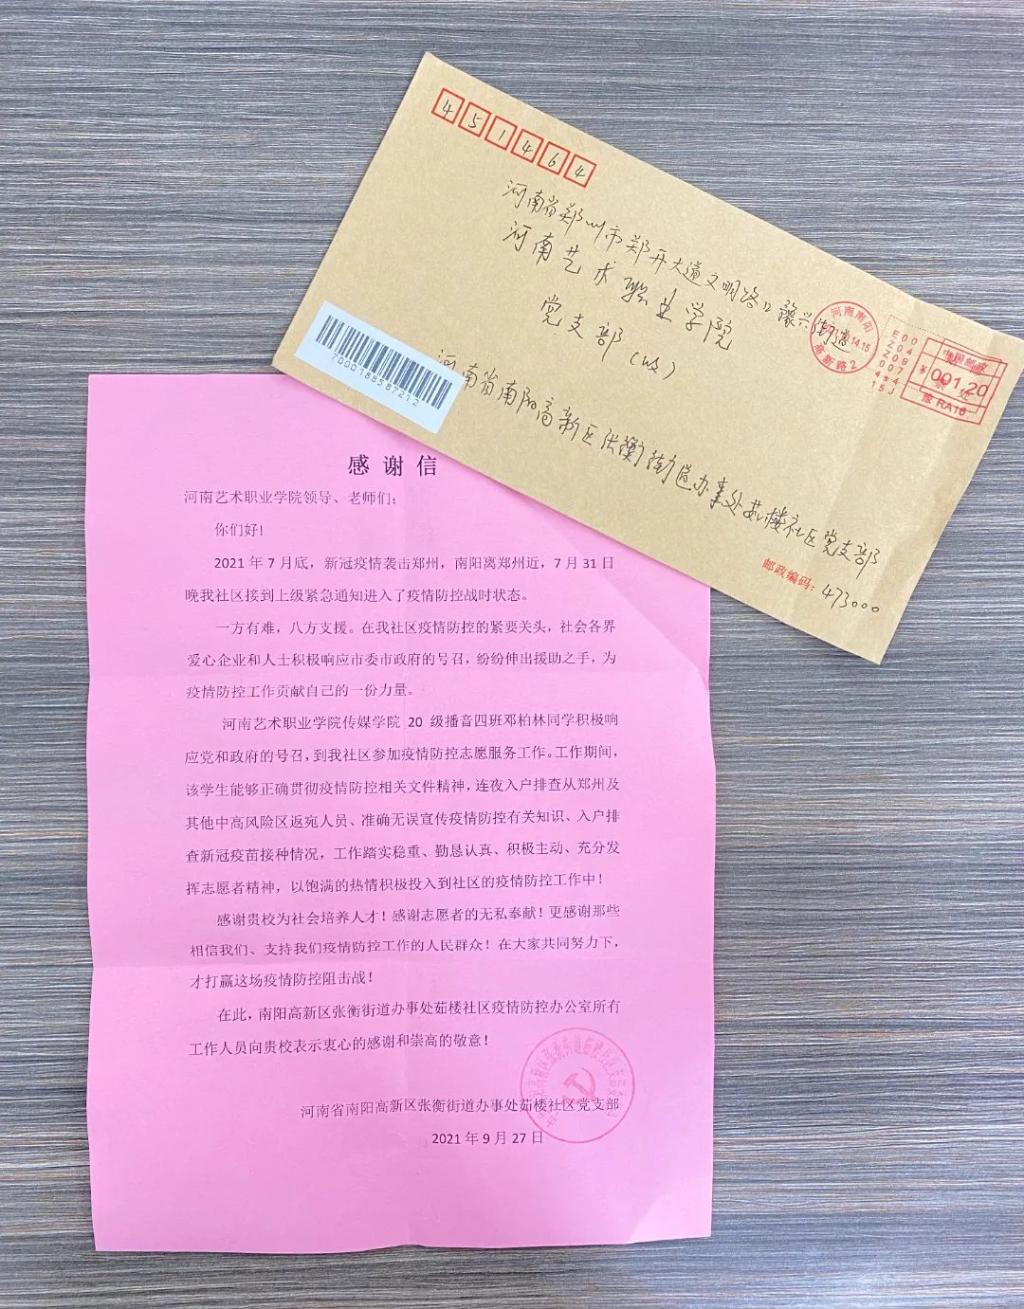 451464
河南省郑州市郑开大道文明路口豫兴街道
河南艺术职业学院
党支部（收）
河南省南阳高新区张衡街道办事处茹楼社区党支部
邮政编码：473000
7000188587212
河南南阳
高新路2
中国邮政
001.20
豫 RA16
感谢信
河南艺术职业学院领导、老师们：
你们好！
2021 年 7 月底，新冠疫情袭击郑州，南阳离郑州近，7 月 31 日
晚我社区接到上级紧急通知进入了疫情防控战时状态。
一方有难，八方支援。在我社区疫情防控的紧要关头，社会各界
爱心企业和人士积极响应市委市政府的号召，纷纷伸出援助之手，为
疫情防控工作贡献自己的一份力量。
河南艺术职业学院传媒学院 20 级播音四班邓柏林同学积极响
应党和政府的号召，到我社区参加疫情防控志愿服务工作。工作期间，
该学生能够正确贯彻疫情防控相关文件精神，连夜入户排查从郑州及
其他中高风险区返宛人员、准确无误宣传疫情防控有关知识、入户排
查新冠疫苗接种情况，工作踏实稳重、勤恳认真、积极主动、充分发
挥志愿者精神，以饱满的热情积极投入到社区的疫情防控工作中！
感谢贵校为社会培养人才！感谢志愿者的无私奉献！更感谢那些
相信我们、支持我们疫情防控工作的人民群众！在大家共同努力下，
才打赢这场疫情防控阻击战！
在此，南阳高新区张衡街道办事处茹楼社区疫情防控办公室所有
工作人员向贵校表示衷心的感谢和崇高的敬意！
河南省南阳高新区张衡街道办事处茹楼社区党支部
2021 年 9 月 27 日